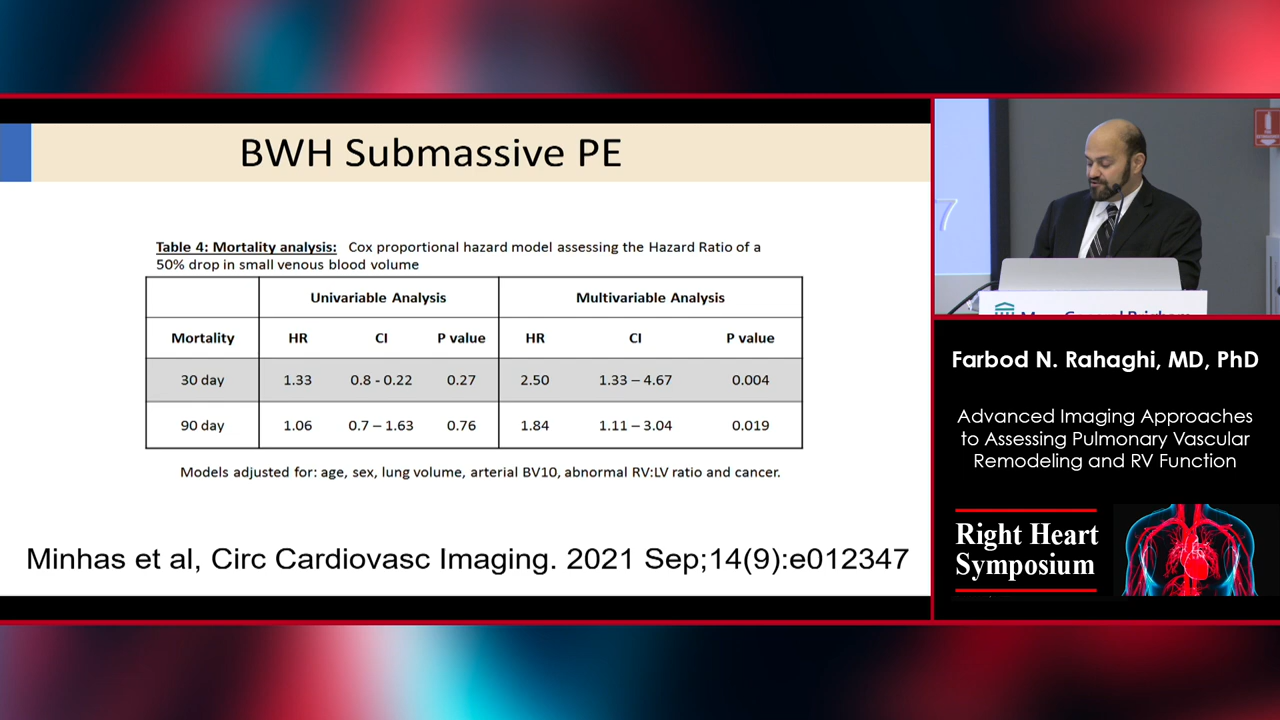 BWH Submassive PE
Table 4: Mortality analysis: Cox proportional hazard model assessing the Hazard Ratio of a
50% drop in small venous blood volume
Univariable Analysis Multivariable Analysis
Mortality HR CI P value HR CI P value
30 day 1.33 0.8 - 0.22 0.27 2.50 1.33 – 4.67 0.004
90 day 1.06 0.7 – 1.63 0.76 1.84 1.11 – 3.04 0.019
Models adjusted for: age, sex, lung volume, arterial BV10, abnormal RV:LV ratio and cancer.
Minhas et al, Circ Cardiovasc Imaging. 2021 Sep;14(9):e012347
7
Farbod N. Rahaghi, MD, PhD
Advanced Imaging Approaches
to Assessing Pulmonary Vascular
Remodeling and RV Function
Right Heart
Symposium